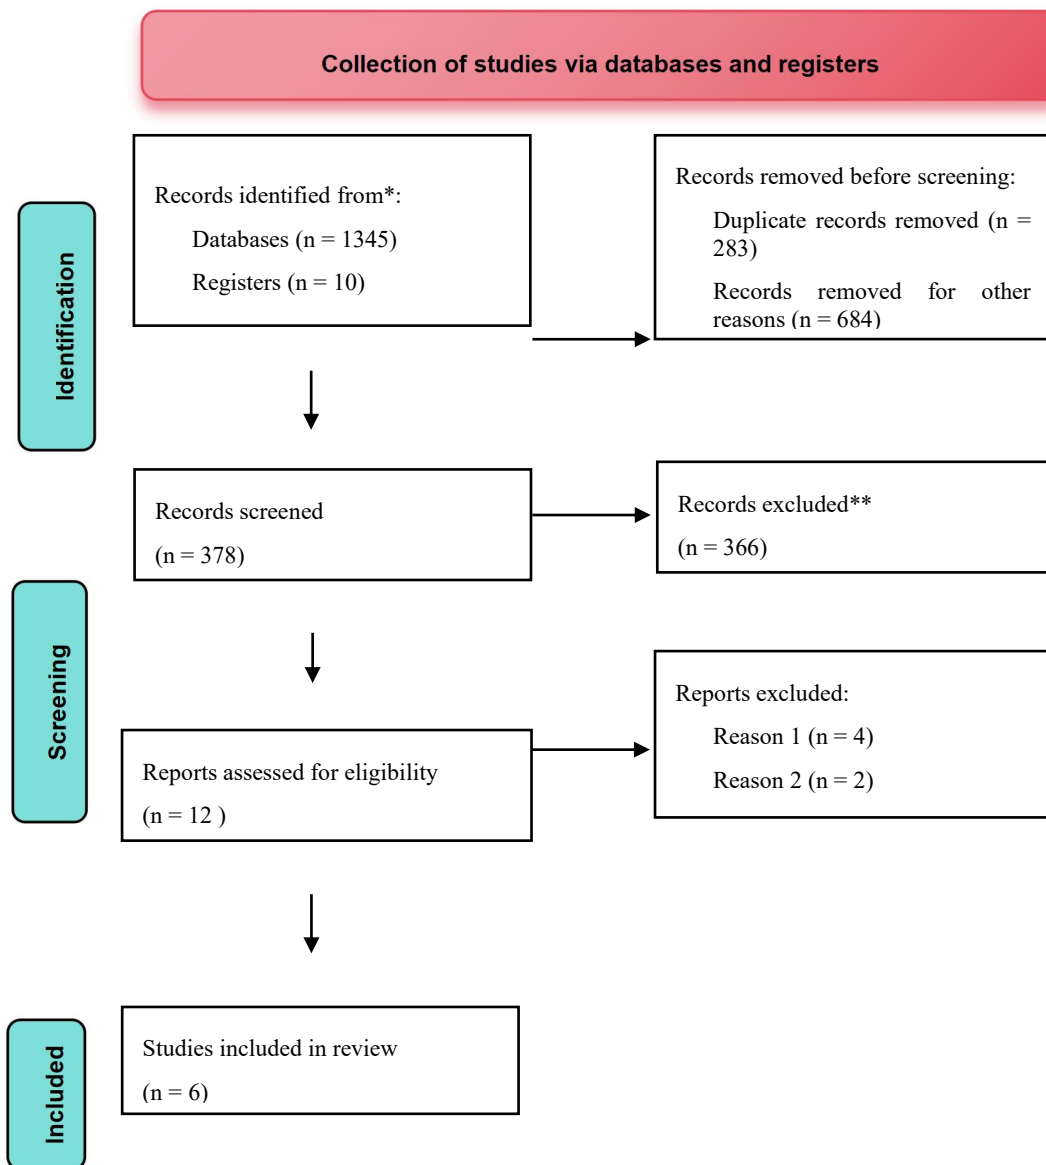 Collection of studies via databases and registers
Identification
Records identified from*:
Databases (n = 1345)
Registers (n = 10)
Records removed before screening:
Duplicate records removed (n =
283)
Records removed for other
reasons (n = 684)
Screening
Records screened
(n = 378)
Records excluded**
(n = 366)
Reports assessed for eligibility
(n = 12 )
Reports excluded:
Reason 1 (n = 4)
Reason 2 (n = 2)
Included
Studies included in review
(n = 6)